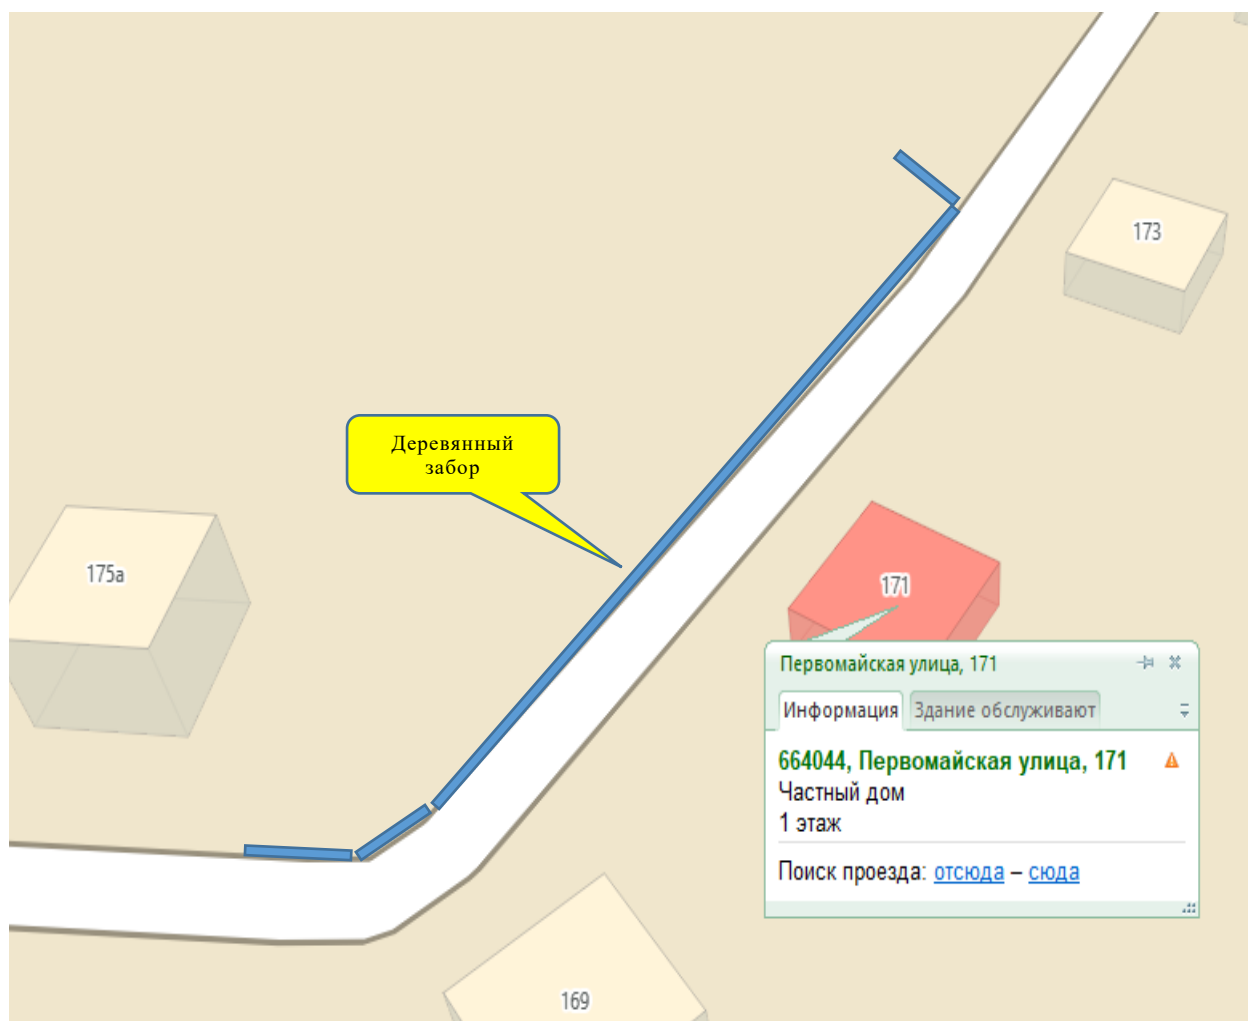 173
Деревянный
забор
175а
171
Первомайская улица, 171
Информация
Здание обслуживают
664044, Первомайская улица, 171
Частный дом
1 этаж
Поиск проезда: отсюда – сюда
169